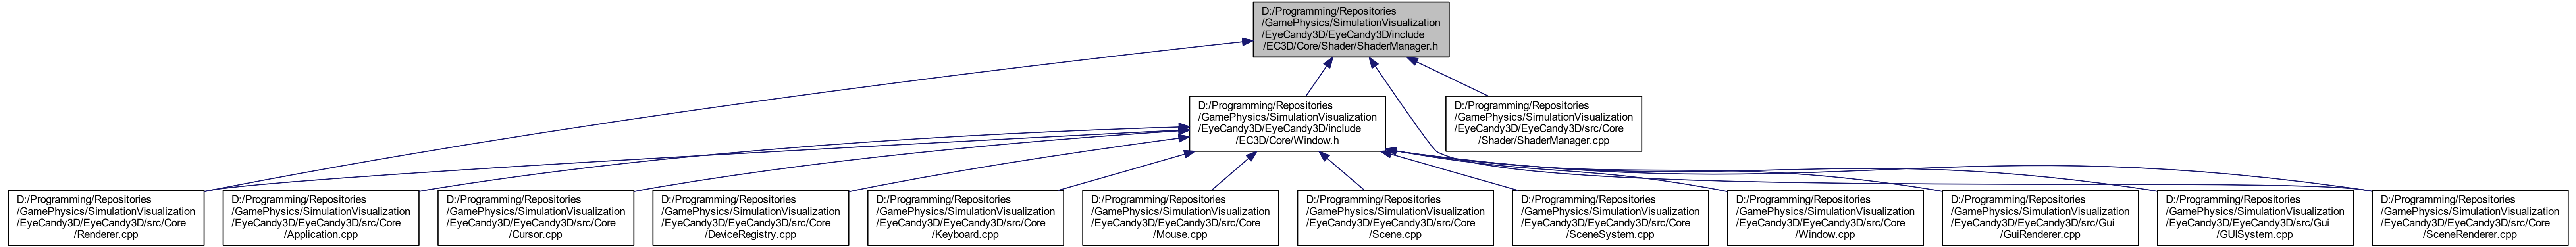 D:/Programming/Repositories
/GamePhysics/SimulationVisualization
/EyeCandy3D/EyeCandy3D/include
/EC3D/Core/Shader/ShaderManager.h
D:/Programming/Repositories
/GamePhysics/SimulationVisualization
/EyeCandy3D/EyeCandy3D/include
/EC3D/Core/Window.h
D:/Programming/Repositories
/GamePhysics/SimulationVisualization
/EyeCandy3D/EyeCandy3D/src/Core
/Shader/ShaderManager.cpp
D:/Programming/Repositories
/GamePhysics/SimulationVisualization
/EyeCandy3D/EyeCandy3D/src/Core
/Renderer.cpp
D:/Programming/Repositories
/GamePhysics/SimulationVisualization
/EyeCandy3D/EyeCandy3D/src/Core
/Application.cpp
D:/Programming/Repositories
/GamePhysics/SimulationVisualization
/EyeCandy3D/EyeCandy3D/src/Core
/Cursor.cpp
D:/Programming/Repositories
/GamePhysics/SimulationVisualization
/EyeCandy3D/EyeCandy3D/src/Core
/DeviceRegistry.cpp
D:/Programming/Repositories
/GamePhysics/SimulationVisualization
/EyeCandy3D/EyeCandy3D/src/Core
/Keyboard.cpp
D:/Programming/Repositories
/GamePhysics/SimulationVisualization
/EyeCandy3D/EyeCandy3D/src/Core
/Mouse.cpp
D:/Programming/Repositories
/GamePhysics/SimulationVisualization
/EyeCandy3D/EyeCandy3D/src/Core
/Scene.cpp
D:/Programming/Repositories
/GamePhysics/SimulationVisualization
/EyeCandy3D/EyeCandy3D/src/Core
/SceneSystem.cpp
D:/Programming/Repositories
/GamePhysics/SimulationVisualization
/EyeCandy3D/EyeCandy3D/src/Core
/Window.cpp
D:/Programming/Repositories
/GamePhysics/SimulationVisualization
/EyeCandy3D/EyeCandy3D/src/Gui
/GuiRenderer.cpp
D:/Programming/Repositories
/GamePhysics/SimulationVisualization
/EyeCandy3D/EyeCandy3D/src/Gui
/GUISystem.cpp
D:/Programming/Repositories
/GamePhysics/SimulationVisualization
/EyeCandy3D/EyeCandy3D/src/Core
/SceneRenderer.cpp